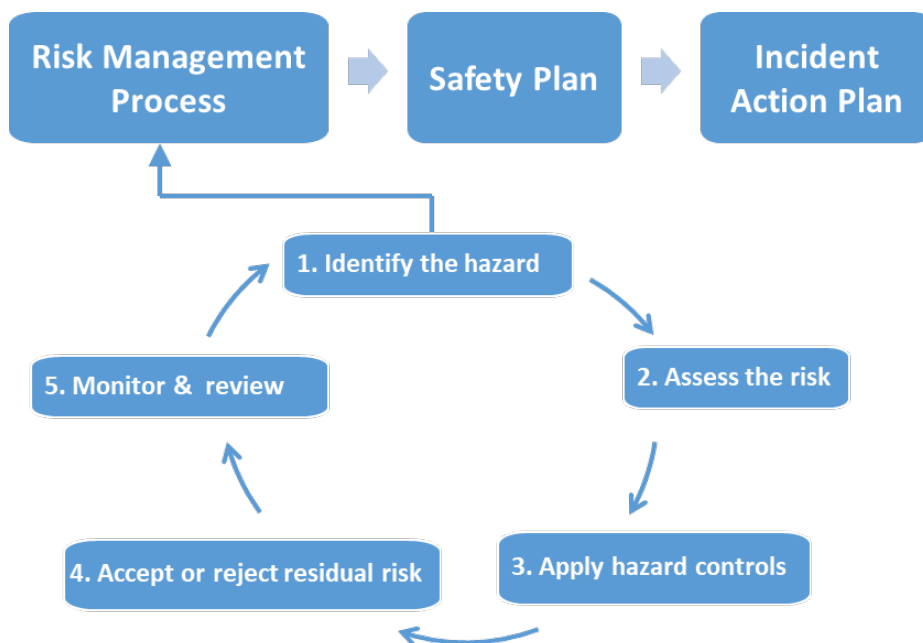 Risk Management
Process
Safety Plan
Incident
Action Plan
1. Identify the hazard
2. Assess the risk
3. Apply hazard controls
4. Accept or reject residual risk
5. Monitor & review